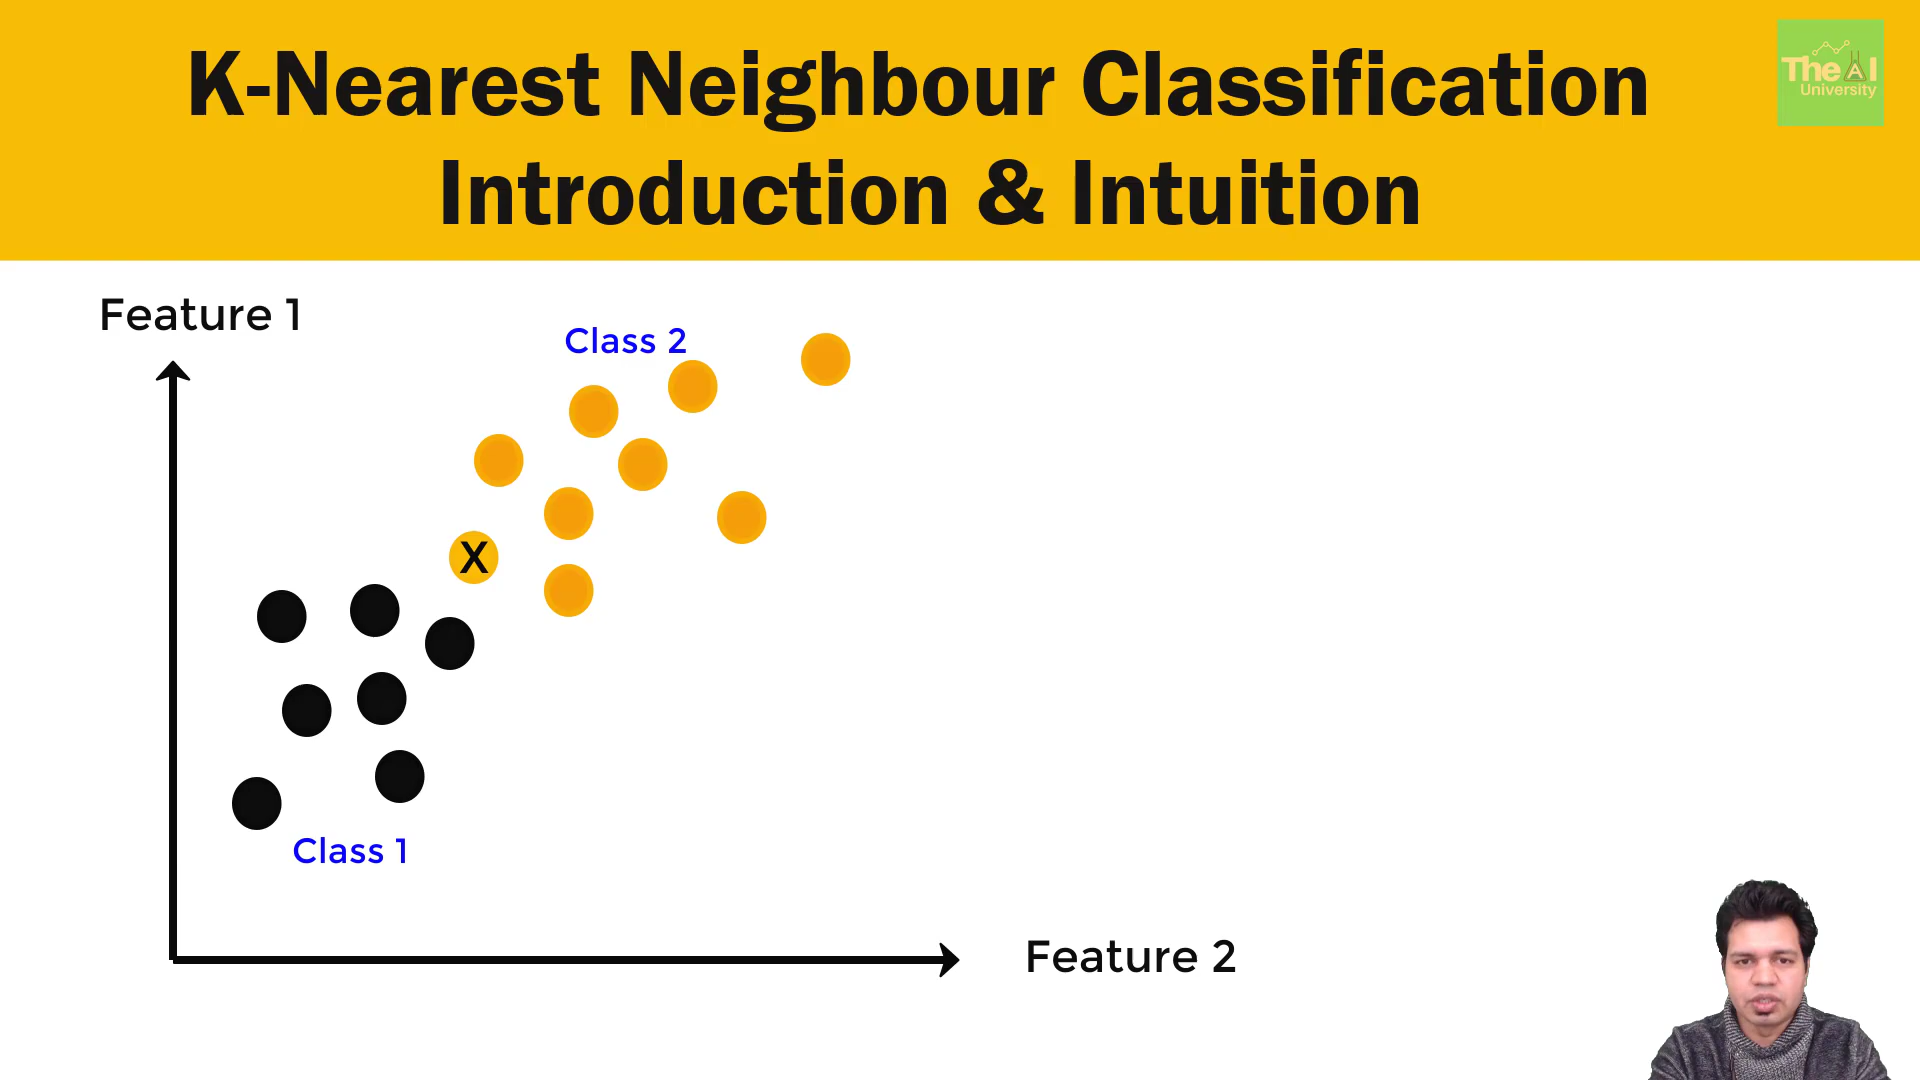 K-Nearest Neighbour Classification
Introduction & Intuition
The AI
University
Feature 1
Class 2
X
Class 1
Feature 2